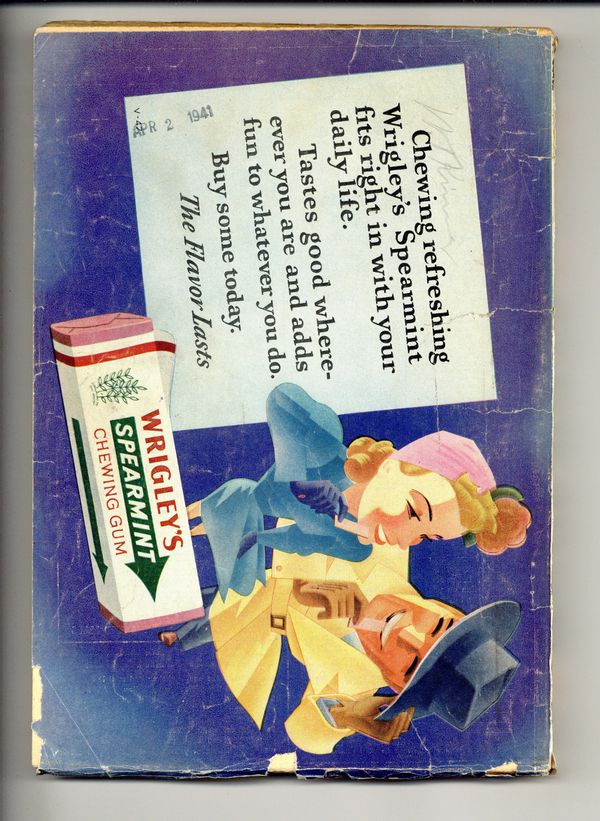 Chewing refreshing
Wrigley's Spearmint
fits right in with your
daily life.
Tastes good where-
ever you are and adds
fun to whatever you do.
Buy some today.
The Flavor Lasts
APR 2 1941
WRIGLEY'S
SPEARMINT
CHEWING GUM